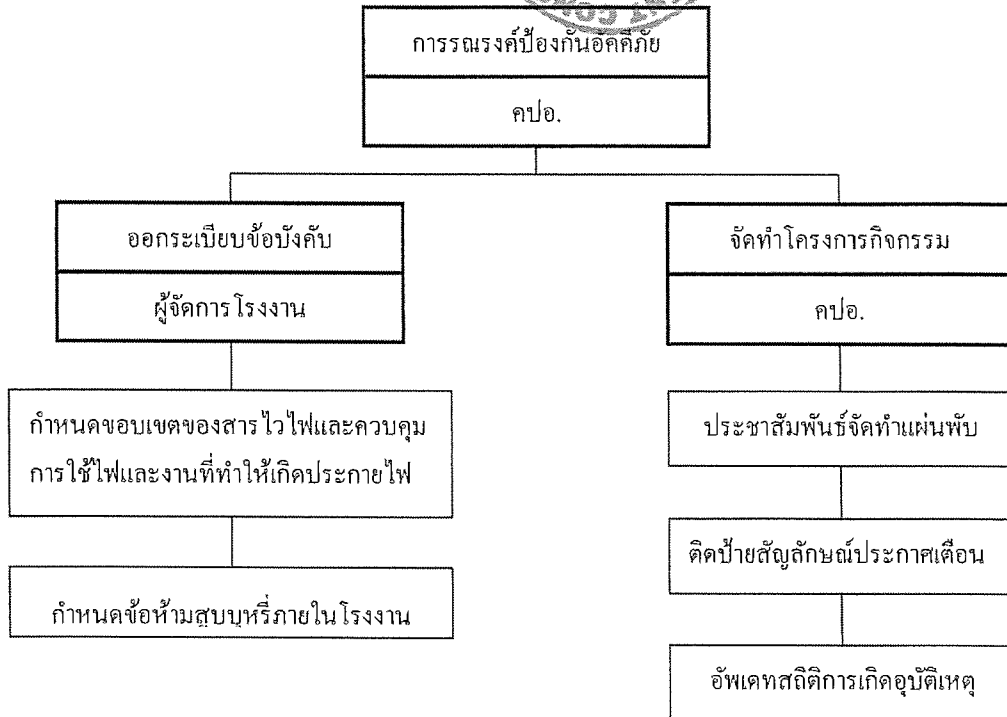 การรณรงค์ป้องกันอัคคีภัย
คปอ.
ออกระเบียบข้อบังคับ
ผู้จัดการโรงงาน
กำหนดขอบเขตของสารไวไฟและควบคุม
การใช้ไฟและงานที่ทำให้เกิดประกายไฟ
กำหนดข้อห้ามสูบบุหรี่ภายในโรงงาน
จัดทำโครงการกิจกรรม
คปอ.
ประชาสัมพันธ์จัดทำแผ่นพับ
ติดป้ายสัญลักษณ์ประกาศเตือน
อัพเดทสถิติการเกิดอุบัติเหตุ